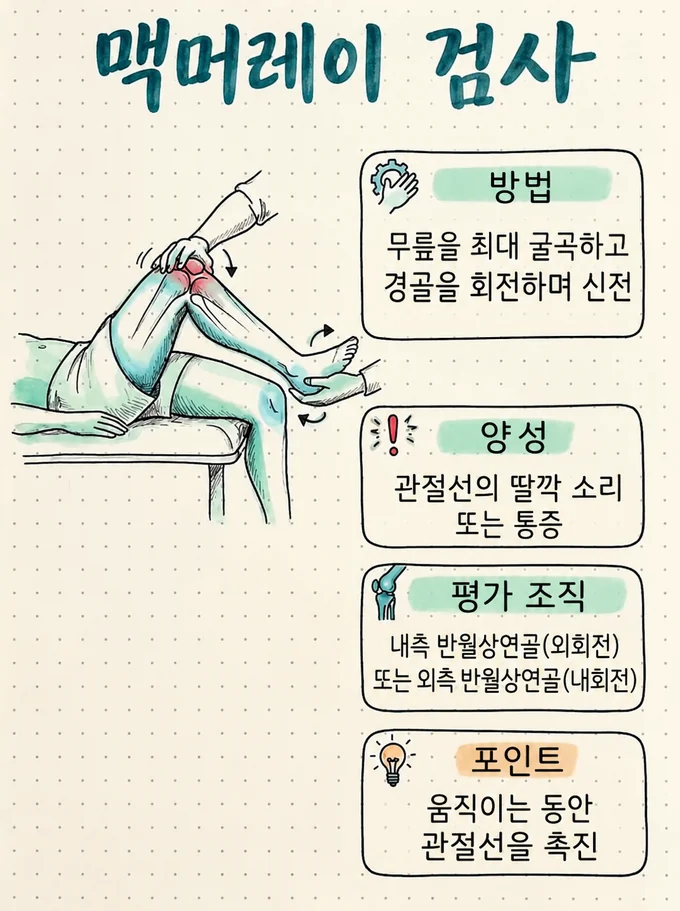 맥머레이 검사
방법
무릎을 최대 굴곡하고
경골을 회전하며 신전
양성
관절선의 딸깍 소리
또는 통증
평가 조직
내측 반월상연골(외회전)
또는 외측 반월상연골(내회전)
포인트
움직이는 동안
관절선을 촉진